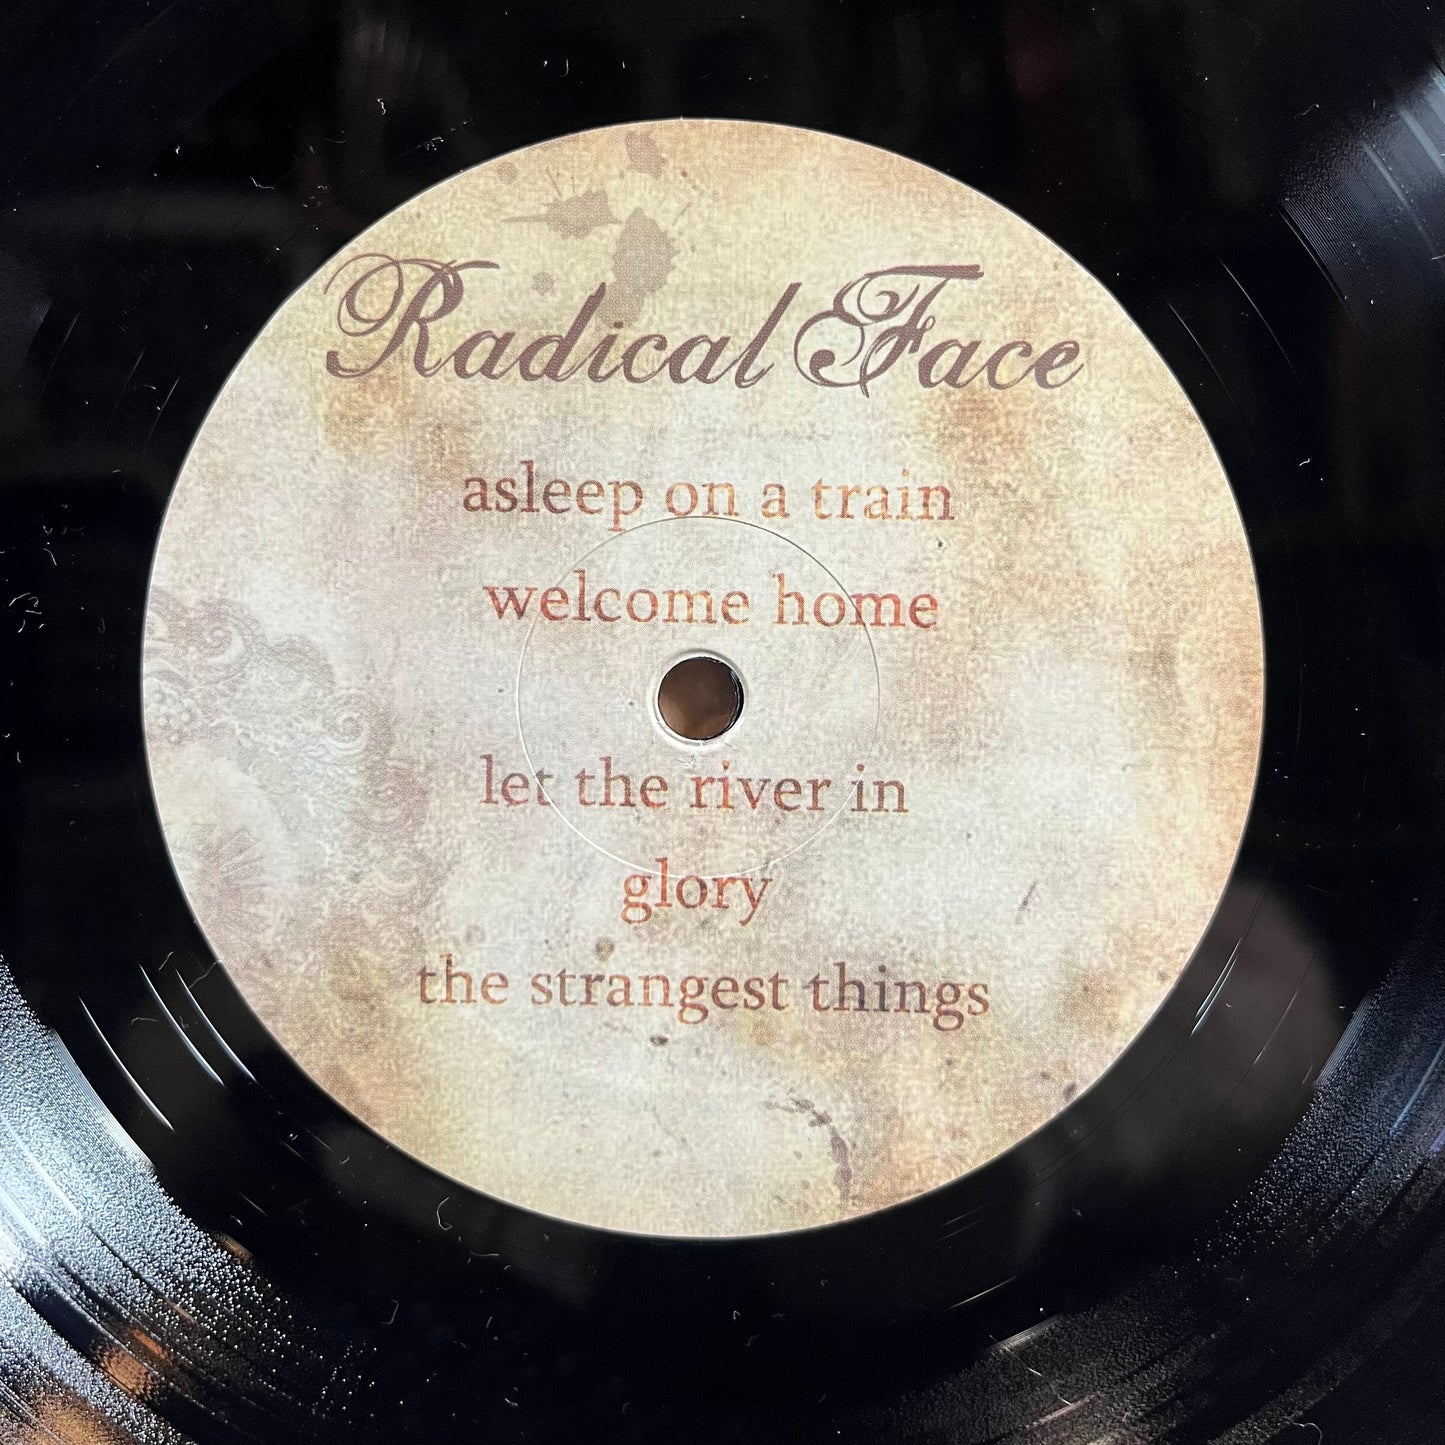 Radical Face
asleep on a train
welcome home
let the river in
glory
the strangest things